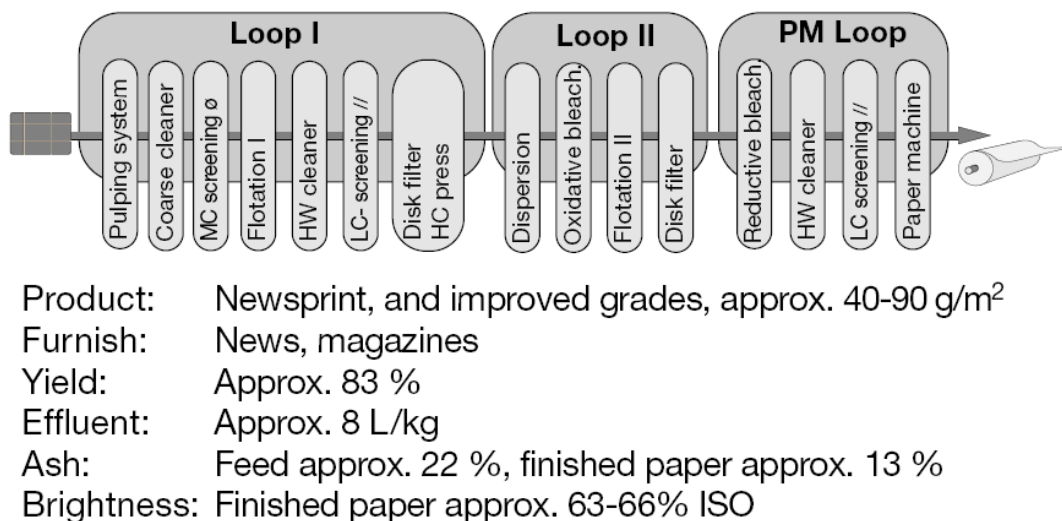 Loop I
Loop II
PM Loop
Pulping system
Coarse cleaner
MC screening ø
Flotation I
HW cleaner
LC- screening //
Disk filter
HC press
Dispersion
Oxidative bleach.
Flotation II
Disk filter
Reductive bleach.
HW cleaner
LC screening //
Paper machine
Product: Newsprint, and improved grades, approx. 40-90 g/m²
Furnish: News, magazines
Yield: Approx. 83 %
Effluent: Approx. 8 L/kg
Ash: Feed approx. 22 %, finished paper approx. 13 %
Brightness: Finished paper approx. 63-66% ISO